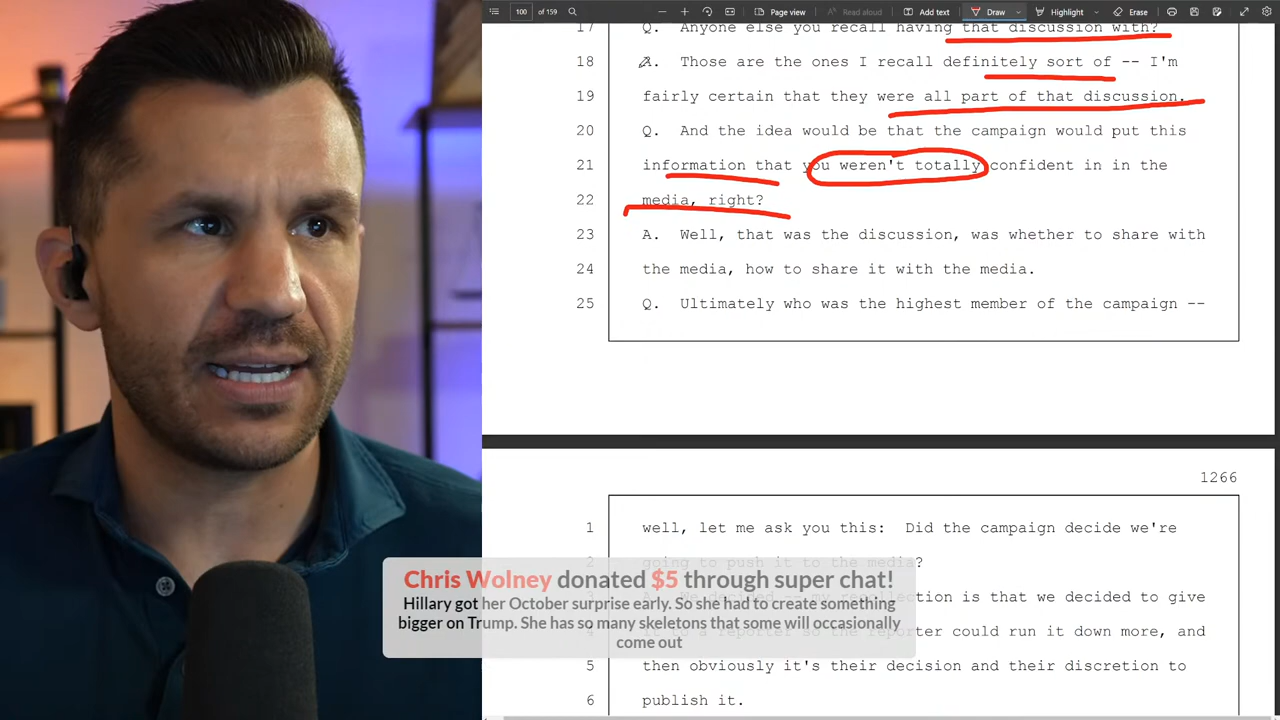 100 of 159
Page view
Read aloud
Add text
Draw
Highlight
Erase
17 Q. Anyone else you recall having that discussion with?
18 A. Those are the ones I recall definitely sort of -- I'm
19 fairly certain that they were all part of that discussion.
20 Q. And the idea would be that the campaign would put this
21 information that you weren't totally confident in in the
22 media, right?
23 A. Well, that was the discussion, was whether to share with
24 the media, how to share it with the media.
25 Q. Ultimately who was the highest member of the campaign --
1266
1 well, let me ask you this: Did the campaign decide we're
2 going to push it to the media?
3 A. We decided -- my recollection is that we decided to give
4 it to a reporter so the reporter could run it down more, and
5 then obviously it's their decision and their discretion to
6 publish it.
Chris Wolney donated $5 through super chat!
Hillary got her October surprise early. So she had to create something
bigger on Trump. She has so many skeletons that some will occasionally
come out